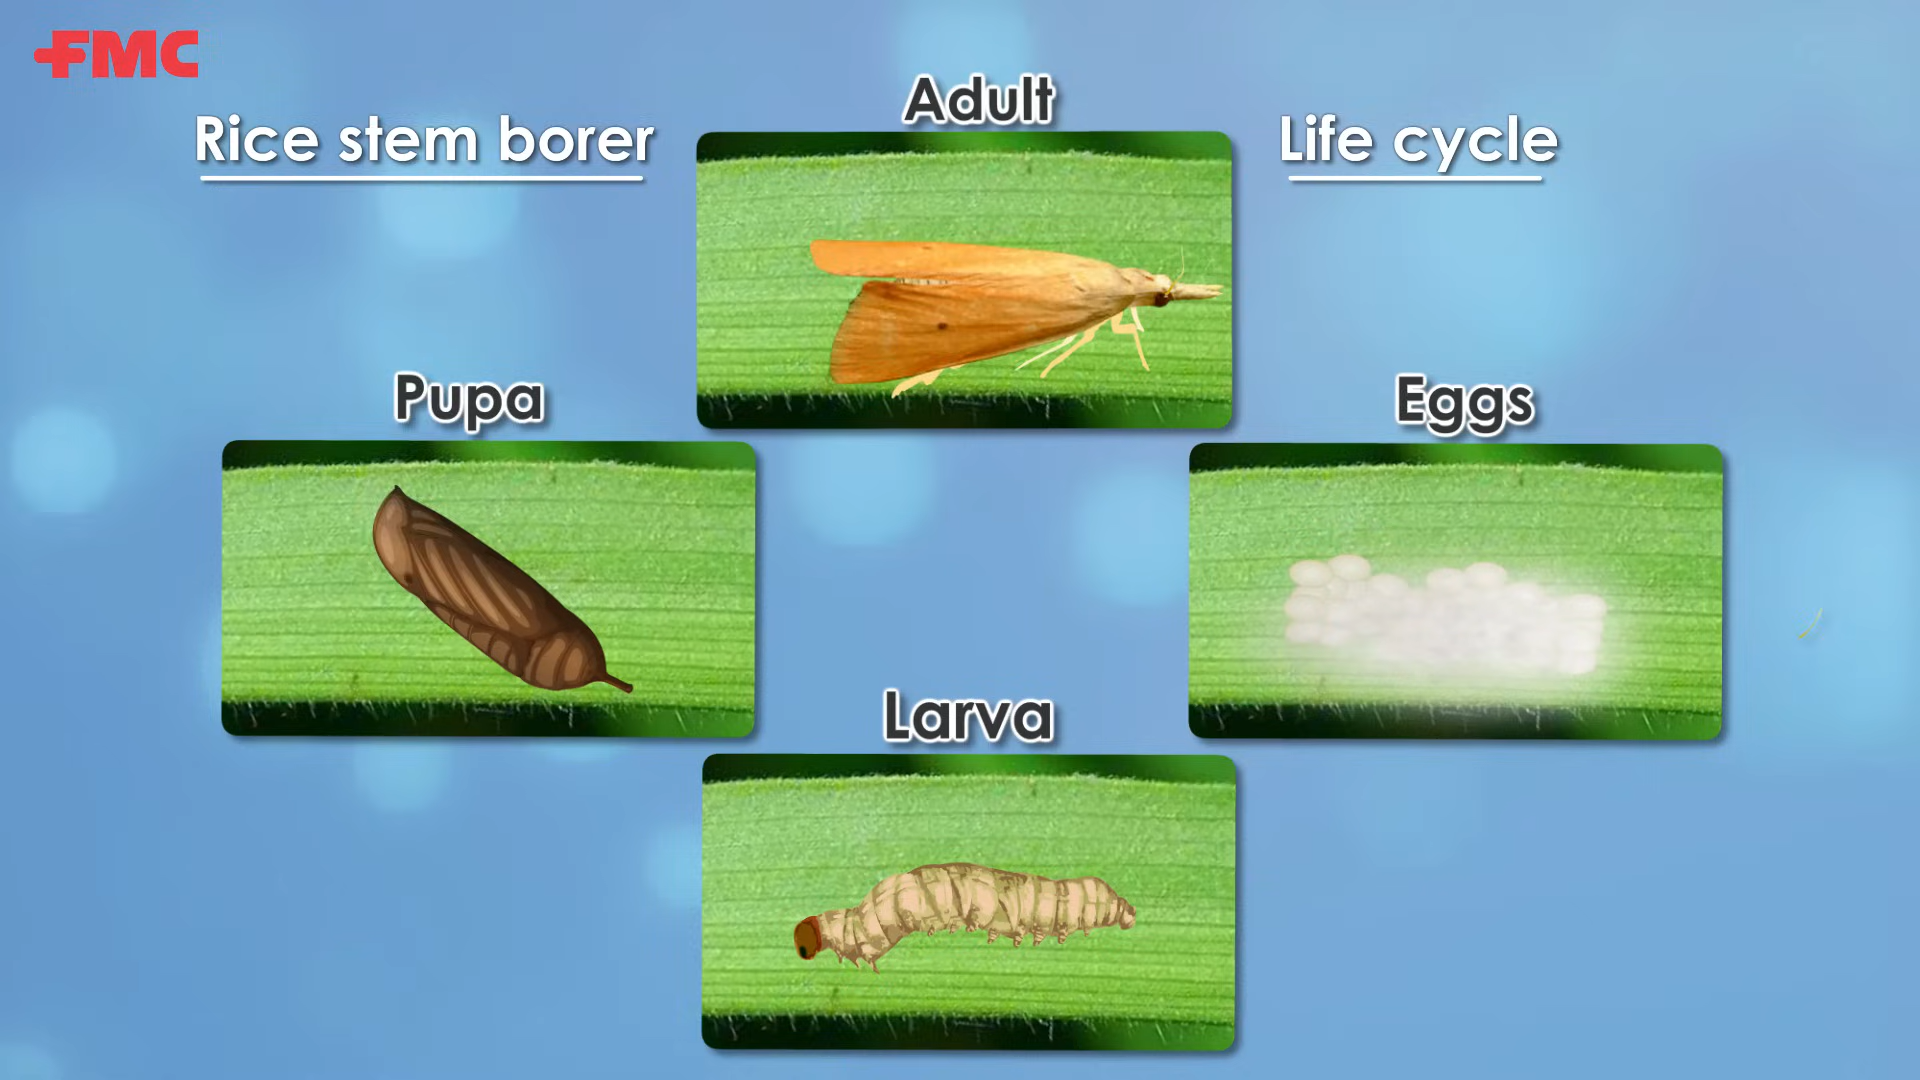 FMC
Rice stem borer
Adult
Life cycle
Pupa
Eggs
Larva